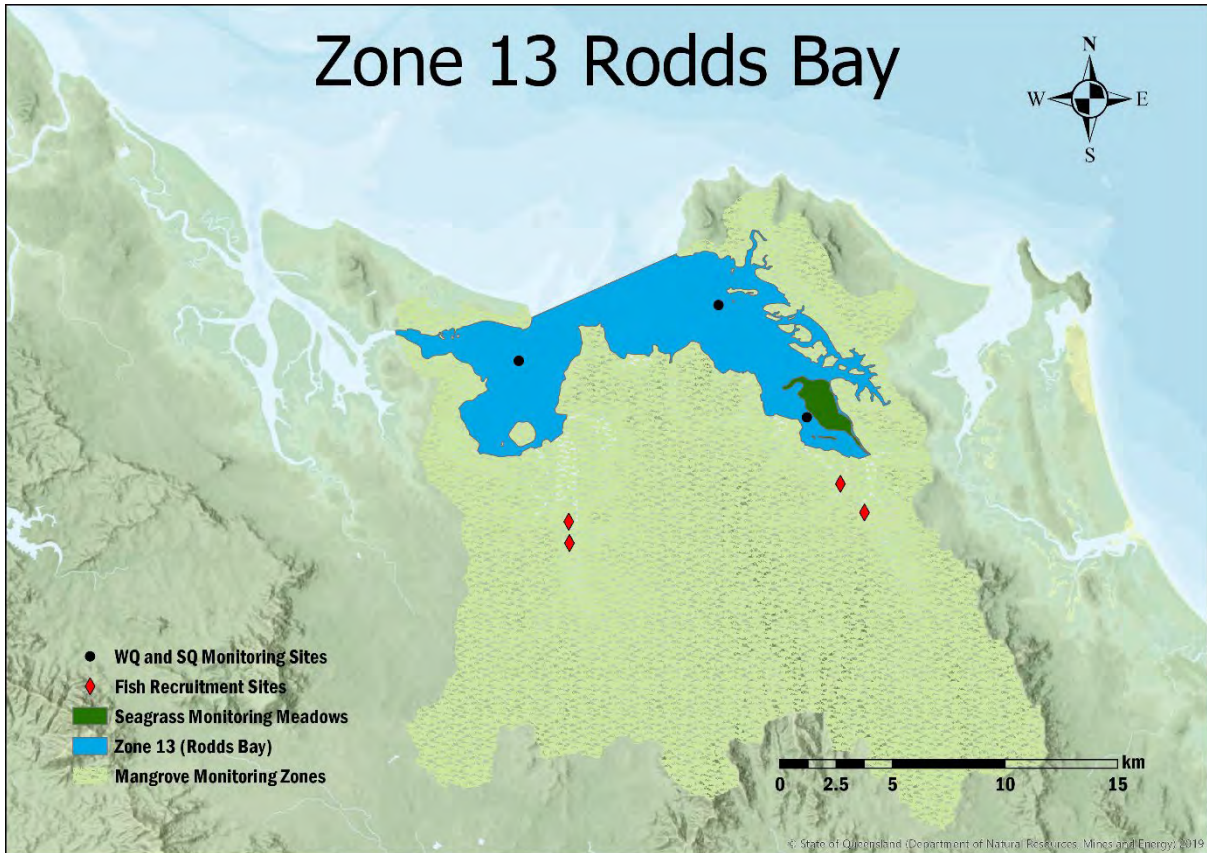 Zone 13 Rodds Bay
N
W E
S
WQ and SQ Monitoring Sites
Fish Recruitment Sites
Seagrass Monitoring Meadows
Zone 13 (Rodds Bay)
Mangrove Monitoring Zones
km
0 2.5 5 10 15
© State of Queensland (Department of Natural Resources, Mines and Energy) 2019